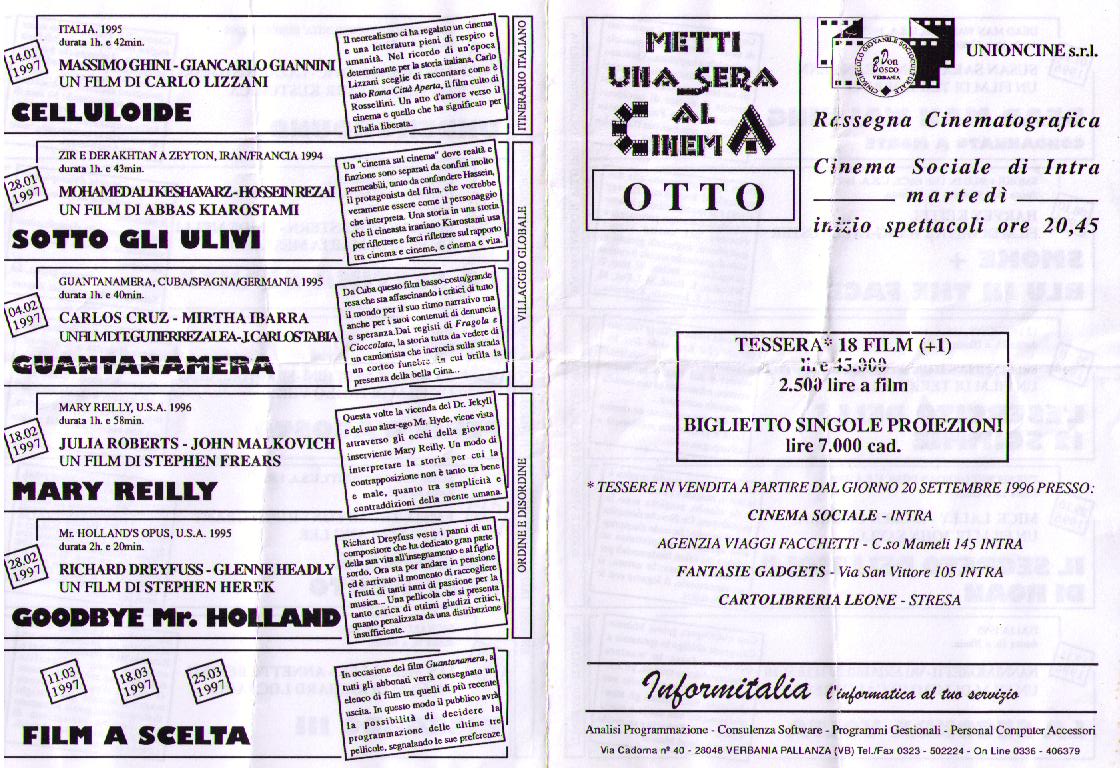 14.01
1997
ITALIA. 1995
durata 1h. e 42min.
MASSIMO GHINI - GIANCARLO GIANNINI
UN FILM DI CARLO LIZZANI
CELLULOIDE
Il neorealismo ci ha regalato un cinema
e una letteratura pieni di respiro e
umanità. Nel ricordo di un'epoca
determinante per la storia italiana, Carlo
Lizzani sceglie di raccontare come è
nato Roma Città Aperta, il film culto di
Rossellini. Un atto d'amore verso il
cinema e quello che ha significato per
l'Italia liberata.
ITINERARIO ITALIANO
28.01
1997
ZIR E DERAKHTAN A ZEYTON, IRAN/FRANCIA 1994
durata 1h. e 43min.
MOHAMEDALI KESHAVARZ - HOSSEIN REZAI
UN FILM DI ABBAS KIAROSTAMI
SOTTO GLI ULIVI
Un "cinema sul cinema" dove realtà e
finzione sono separati da confini molto
permeabili, tanto da confondere Hassein,
il protagonista del film, che vorrebbe
veramente essere come il personaggio
che interpreta. Una storia in una storia
che il cineasta iraniano Kiarostami usa
per riflettere e farci riflettere sul rapporto
tra cinema e cineme, e cinema e vita.
VILLAGGIO GLOBALE
04.02
1997
GUANTANAMERA, CUBA/SPAGNA/GERMANIA 1995
durata 1h. e 40min.
CARLOS CRUZ - MIRTHA IBARRA
UN FILM DI T.GUTIERREZ ALEA - J.CARLOS TABIA
GUANTANAMERA
Da Cuba questo film basso-costo/grande
resa che sta affascinando i critici di tutto
il mondo per il suo ritmo narrativo ma
anche per i suoi contenuti di denuncia
e speranza.Dai registi di Fragola e
Cioccolata, la storia tutta da vedere di
un camionista che incrocia sulla strada
un corteo funebre in cui brilla la
presenza della bella Gina...
18.02
1997
MARY REILLY, U.S.A. 1996
durata 1h. e 58min.
JULIA ROBERTS - JOHN MALKOVICH
UN FILM DI STEPHEN FREARS
MARY REILLY
Questa volte la vicenda del Dr. Jekyll
e del suo alter-ego Mr. Hyde, viene vista
attraverso gli occhi della giovane
inserviente Mary Reilly. Un modo di
interpretare la storia per cui la
contrapposizione non è tanto tra bene
e male, quanto tra semplicità e
contraddizioni della mente umana.
ORDINE E DISORDINE
28.02
1997
Mr. HOLLAND'S OPUS, U.S.A. 1995
durata 2h. e 20min.
RICHARD DREYFUSS - GLENNE HEADLY
UN FILM DI STEPHEN HEREK
GOODBYE Mr. HOLLAND
Richard Dreyfuss veste i panni di un
compositore che ha dedicato gran parte
della sua vita all'insegnamento e al figlio
sordo. Ora sta per andare in pensione
ed è arrivato il momento di raccogliere
i frutti di tanti anni di passione per la
musica... Una pellicola che si presenta
tanto carica di ottimi giudizi critici,
quanto penalizzata da una distribuzione
insufficiente.
11.03
1997
18.03
1997
25.03
1997
FILM A SCELTA
In occasione del film Guantanamera, a
tutti gli abbonati verrà consegnato un
elenco di film tra quelli di più recente
uscita. In questo modo il pubblico avrà
la possibilità di decidere la
programmazione delle ultime tre
pellicole, segnalando le sue preferenze.
METTI
UNA SERA
AL
CINEMA
OTTO
CINECIRCOLO GIOVANILE SOCIOCULTURALE
Don
BOSCO
VERBANIA
UNIONCINE s.r.l.
Rassegna Cinematografica
Cinema Sociale di Intra
martedì
inizio spettacoli ore 20,45
TESSERA* 18 FILM (+1)
lire 45.000
2.500 lire a film
BIGLIETTO SINGOLE PROIEZIONI
lire 7.000 cad.
* TESSERE IN VENDITA A PARTIRE DAL GIORNO 20 SETTEMBRE 1996 PRESSO:
CINEMA SOCIALE - INTRA
AGENZIA VIAGGI FACCHETTI - C.so Mameli 145 INTRA
FANTASIE GADGETS - Via San Vittore 105 INTRA
CARTOLIBRERIA LEONE - STRESA
Informitalia l'informatica al tuo servizio
Analisi Programmazione - Consulenza Software - Programmi Gestionali - Personal Computer Accessori
Via Cadorna nº 40 - 28048 VERBANIA PALLANZA (VB) Tel./Fax 0323 - 502224 - On Line 0336 - 406379